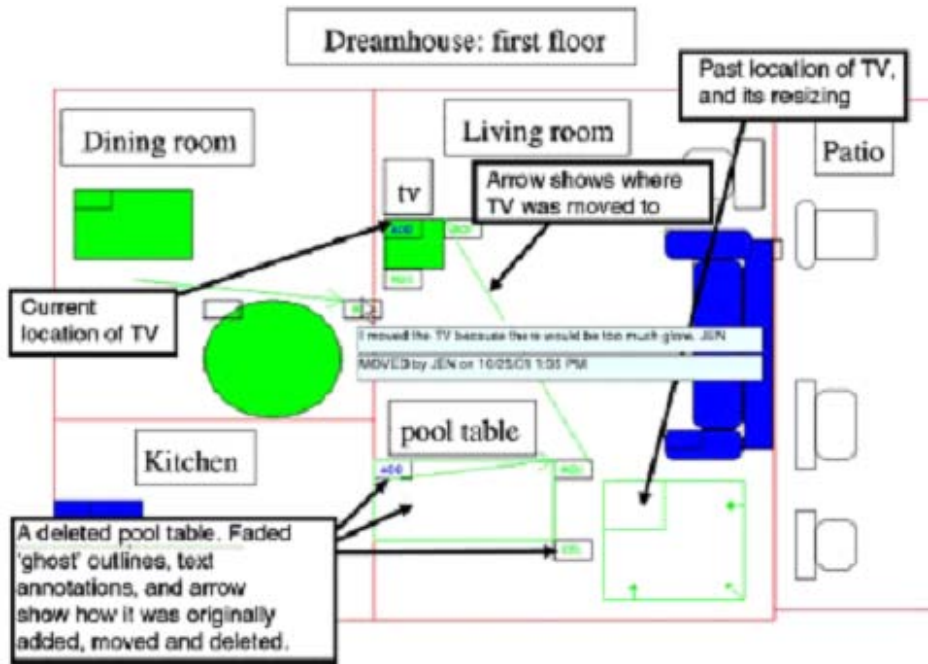 Dreamhouse: first floor
Past location of TV,
and its resizing
Dining room
Living room
Patio
tv
Arrow shows where
TV was moved to
ADD
Current
location of TV
I moved the TV because there would be too much glare. JEN
MOVED by JEN on 10/25/01
pool table
Kitchen
ADD
DEL
A deleted pool table. Faded
'ghost' outlines, text
annotations, and arrow
show how it was originally
added, moved and deleted.